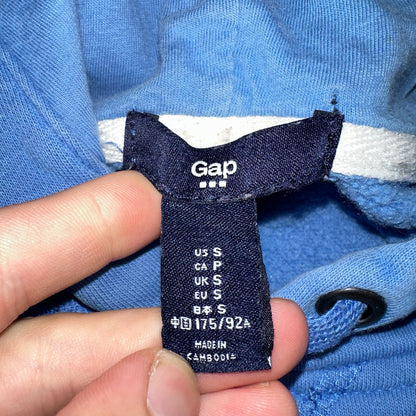 Gap
US S
CA P
UK S
EU S
日本 S
中国 175/92A
MADE IN
CAMBODIA